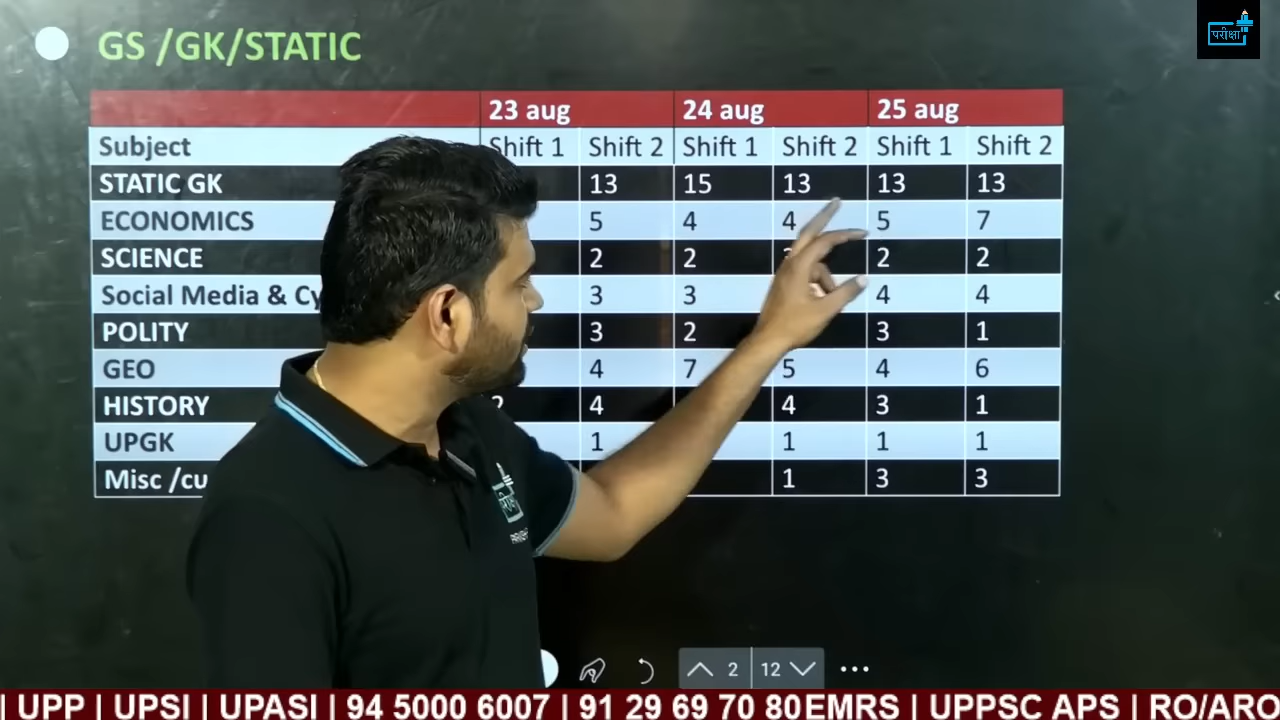 परीक्षा
GS /GK/STATIC
23 aug 24 aug 25 aug
Subject Shift 1 Shift 2 Shift 1 Shift 2 Shift 1 Shift 2
STATIC GK 13 15 13 13 13
ECONOMICS 5 4 4 5 7
SCIENCE 2 2 2 2
Social Media & Cy 3 3 4 4
POLITY 3 2 3 1
GEO 4 7 5 4 6
HISTORY 2 4 4 3 1
UPGK 1 1 1 1
Misc /cu 1 3 3
2 12
| UPP | UPSI | UPASI | 94 5000 6007 | 91 29 69 70 80 EMRS | UPPSC APS | RO/ARO